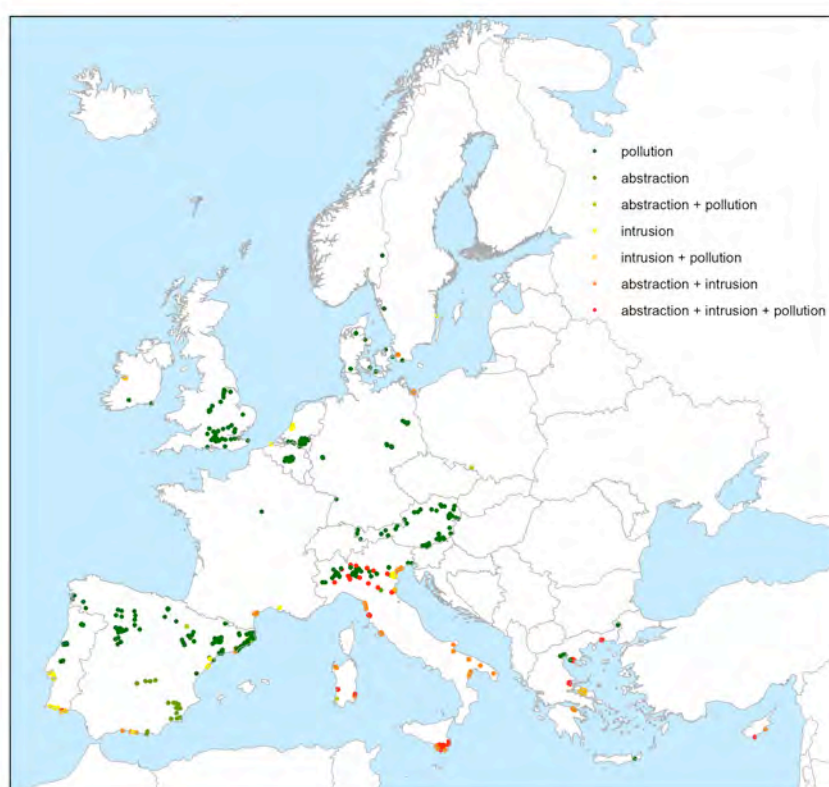 pollution
abstraction
abstraction + pollution
intrusion
intrusion + pollution
abstraction + intrusion
abstraction + intrusion + pollution